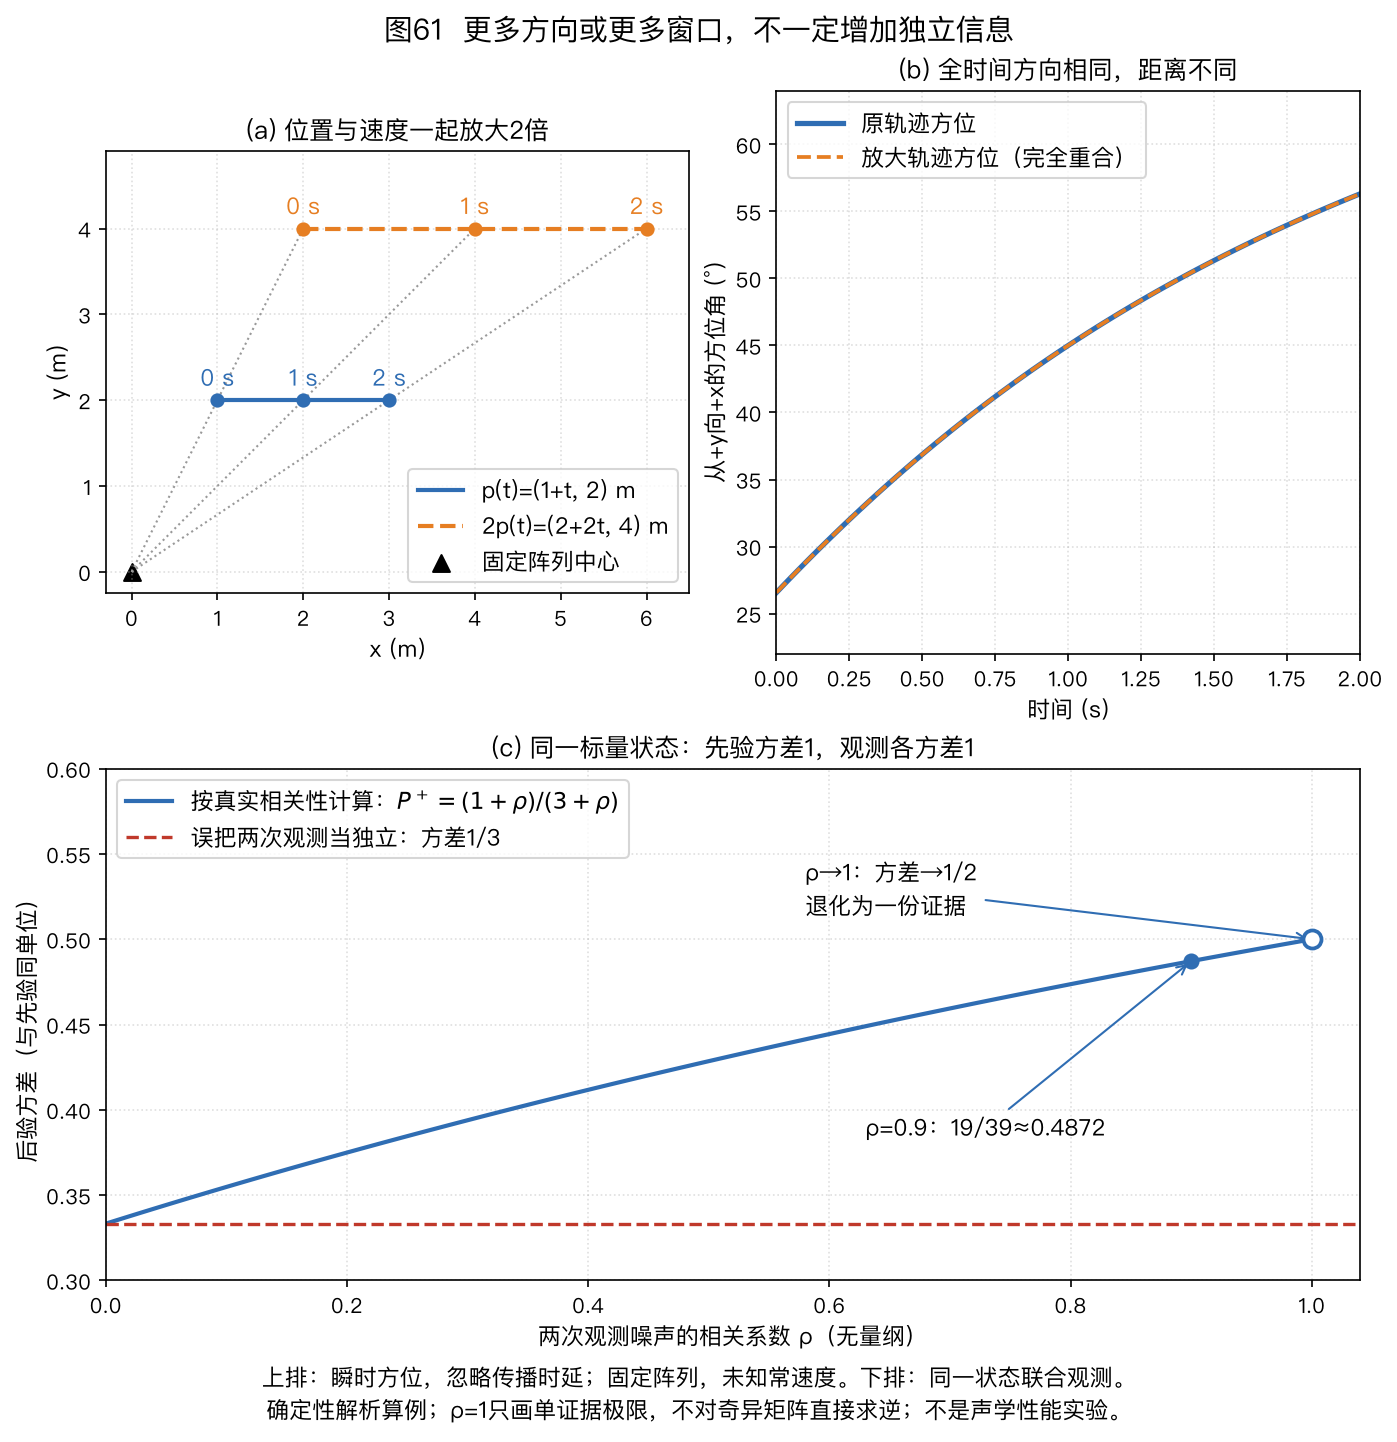 图61 更多方向或更多窗口，不一定增加独立信息
(a) 位置与速度一起放大2倍
y (m)
4
3
2
1
0
0 s
1 s
2 s
0 s
1 s
2 s
p(t)=(1+t, 2) m
2p(t)=(2+2t, 4) m
固定阵列中心
0
1
2
3
4
5
6
x (m)
(b) 全时间方向相同，距离不同
从+y向+x的方位角 (°)
60
55
50
45
40
35
30
25
原轨迹方位
放大轨迹方位（完全重合）
0.00
0.25
0.50
0.75
1.00
1.25
1.50
1.75
2.00
时间 (s)
(c) 同一标量状态：先验方差1，观测各方差1
后验方差（与先验同单位）
0.60
0.55
0.50
0.45
0.40
0.35
0.30
按真实相关性计算：P⁺ = (1 + ρ)/(3 + ρ)
误把两次观测当独立：方差1/3
ρ→1：方差→1/2
退化为一份证据
ρ=0.9：19/39≈0.4872
0.0
0.2
0.4
0.6
0.8
1.0
两次观测噪声的相关系数 ρ（无量纲）
上排：瞬时方位，忽略传播时延；固定阵列，未知常速度。下排：同一状态联合观测。
确定性解析算例；ρ=1只画单证据极限，不对奇异矩阵直接求逆；不是声学性能实验。